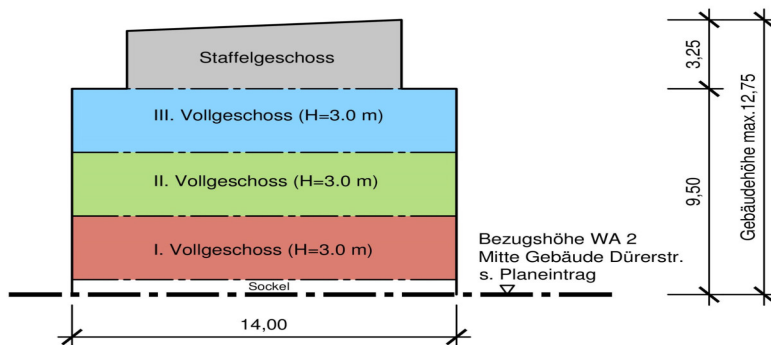 Staffelgeschoss
III. Vollgeschoss (H=3.0 m)
II. Vollgeschoss (H=3.0 m)
I. Vollgeschoss (H=3.0 m)
Sockel
14,00
Bezugshöhe WA 2
Mitte Gebäude Dürerstr.
s. Planeintrag
3,25
9,50
Gebäudehöhe max.12,75